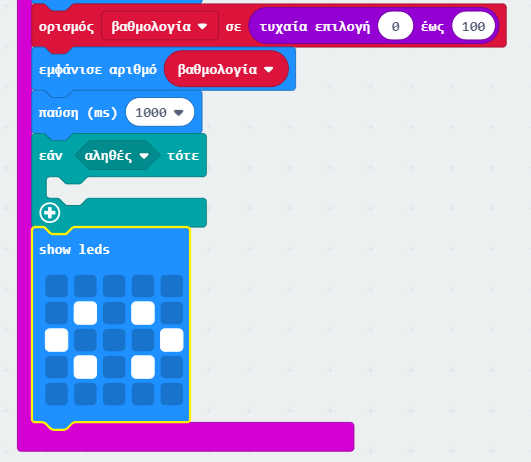 ορισμός βαθμολογία σε τυχαία επιλογή 0 έως 100
εμφάνισε αριθμό βαθμολογία
παύση (ms) 1000
εάν αληθές τότε
show leds